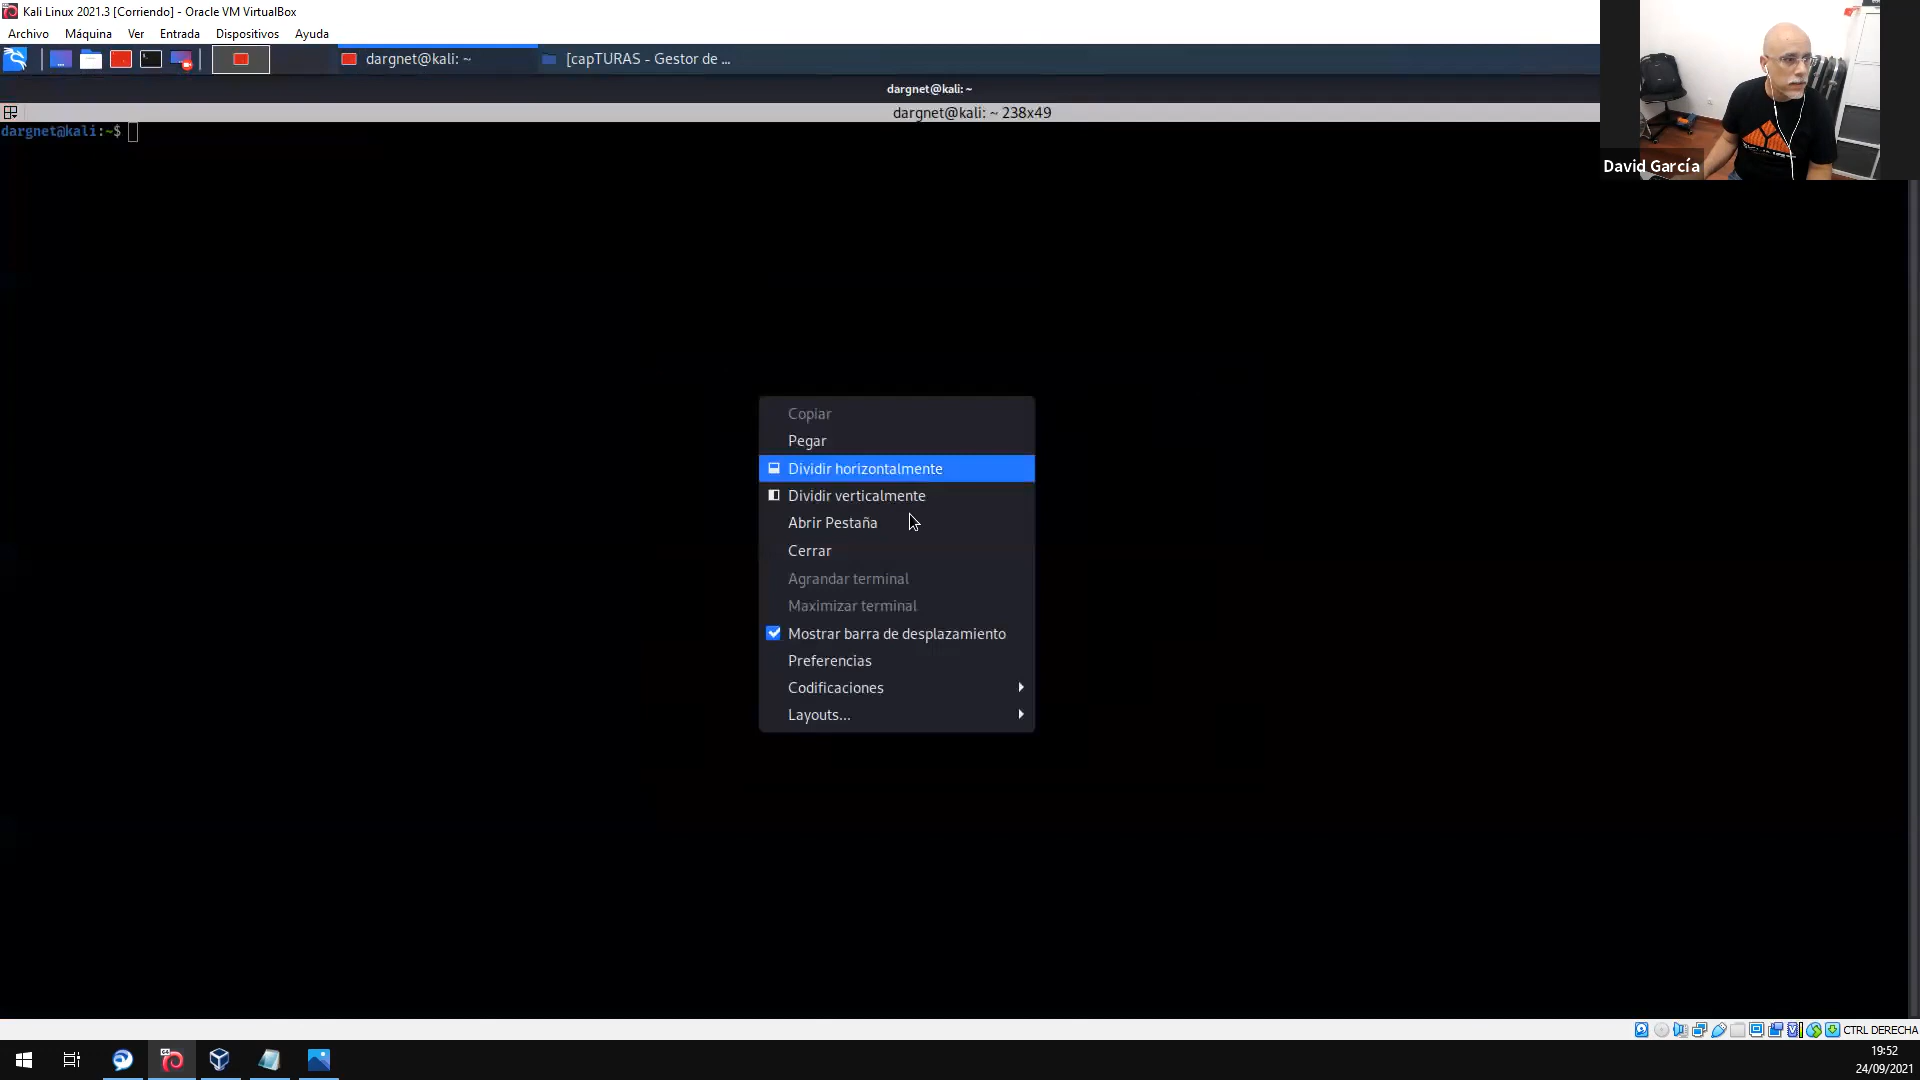 Kali Linux 2021.3 [Corriendo] - Oracle VM VirtualBox
Archivo Máquina Ver Entrada Dispositivos Ayuda
dargnet@kali: ~
[capTURAS - Gestor de ...
dargnet@kali: ~
dargnet@kali: ~ 238x49
dargnet@kali:~$
David García
Copiar
Pegar
Dividir horizontalmente
Dividir verticalmente
Abrir Pestaña
Cerrar
Agrandar terminal
Maximizar terminal
Mostrar barra de desplazamiento
Preferencias
Codificaciones
Layouts...
CTRL DERECHA
19:52
24/09/2021